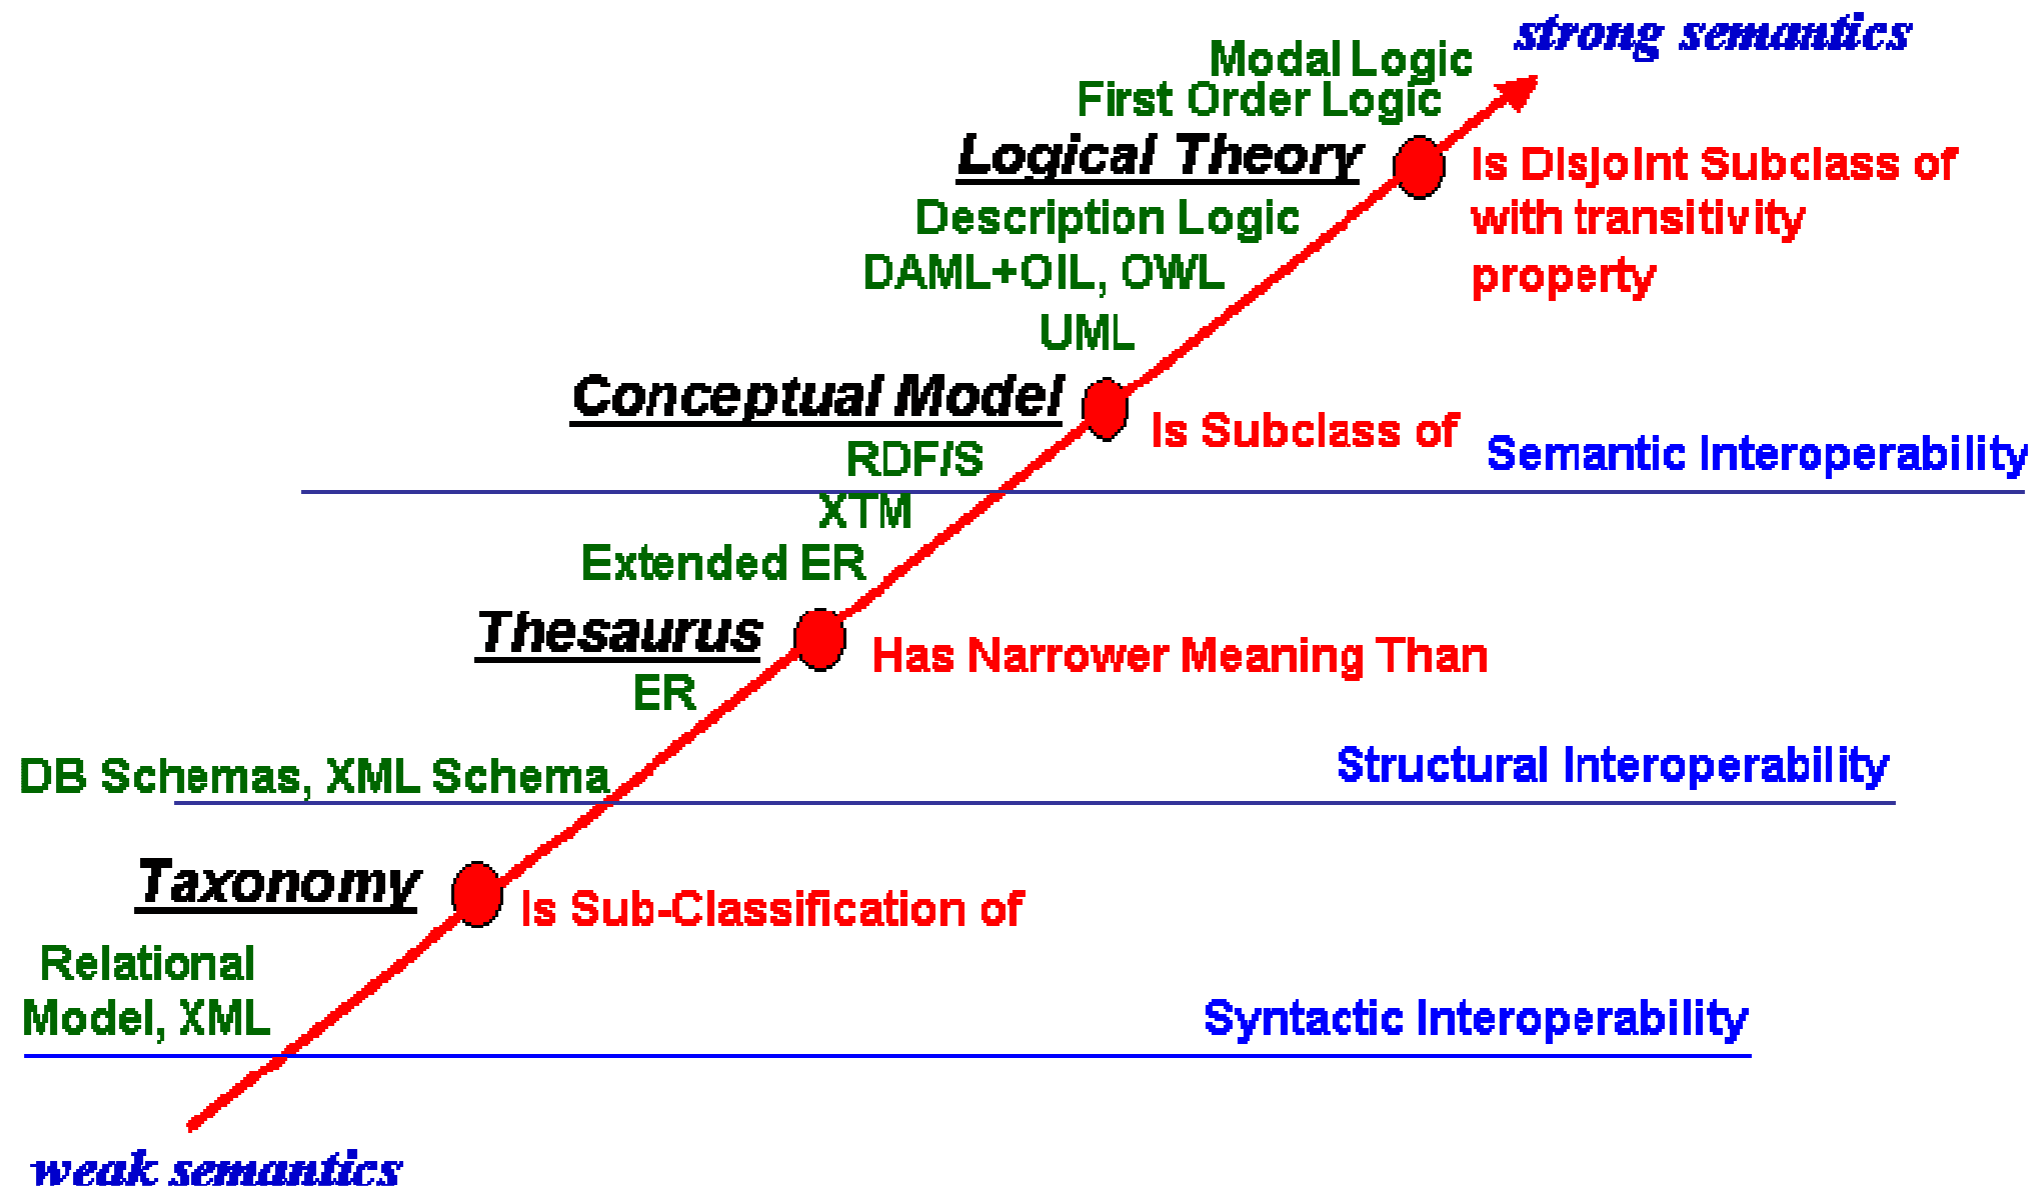 strong semantics
Modal Logic
First Order Logic
Logical Theory
Is Disjoint Subclass of
with transitivity
property
Description Logic
DAML+OIL, OWL
UML
Conceptual Model
Is Subclass of
Semantic Interoperability
RDF/S
XTM
Extended ER
Thesaurus
Has Narrower Meaning Than
ER
Structural Interoperability
DB Schemas, XML Schema
Taxonomy
Is Sub-Classification of
Relational
Model, XML
Syntactic Interoperability
weak semantics